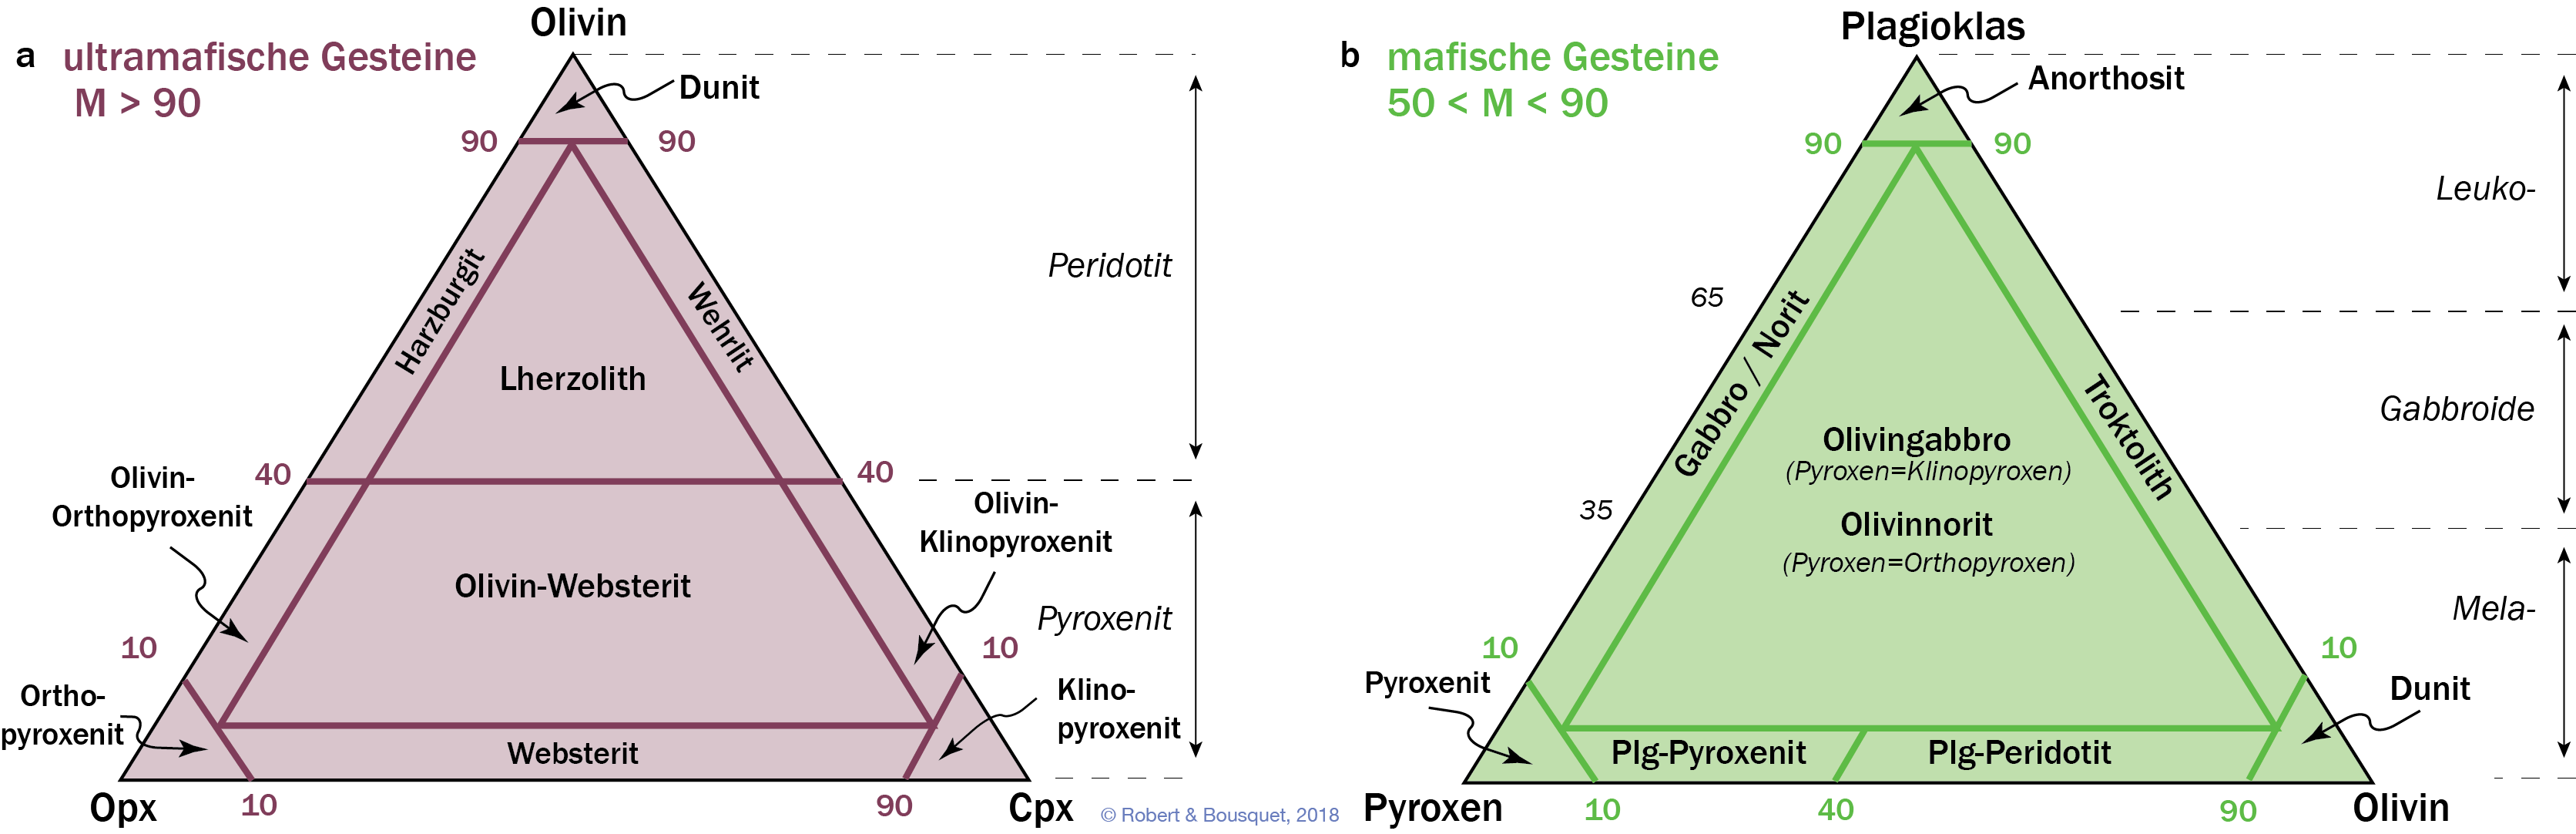 a
ultramafische Gesteine
M > 90
Olivin
Dunit
90
90
Harzburgit
Wehrlit
Lherzolith
Peridotit
40
40
Olivin-
Orthopyroxenit
Olivin-
Klinopyroxenit
Olivin-Websterit
Pyroxenit
10
10
Ortho-
pyroxenit
Klino-
pyroxenit
Websterit
Opx
10
90
Cpx
© Robert & Bousquet, 2018
b
mafische Gesteine
50 < M < 90
Plagioklas
Anorthosit
90
90
Leuko-
65
Gabbro / Norit
Troktolith
Gabbroide
Olivingabbro
(Pyroxen=Klinopyroxen)
35
Olivinnorit
(Pyroxen=Orthopyroxen)
Mela-
10
10
Pyroxenit
Dunit
Plg-Pyroxenit
Plg-Peridotit
Pyroxen
10
40
90
Olivin